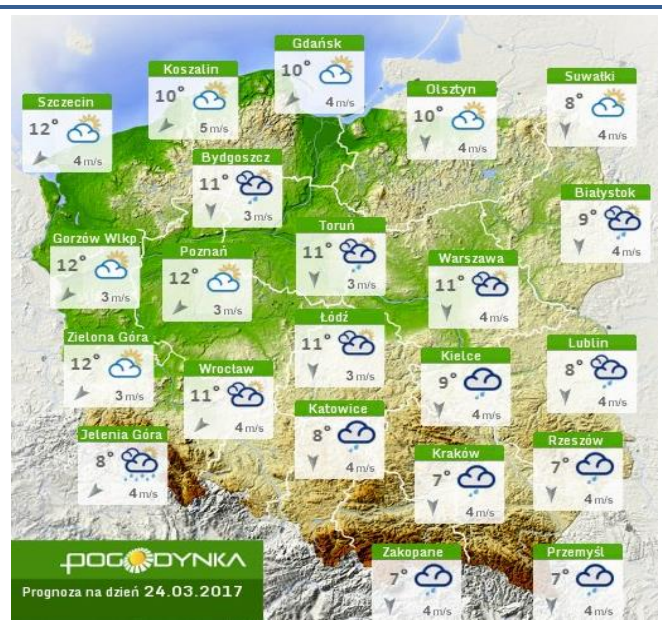 Gdańsk
10°
4 m/s
Koszalin
10°
5 m/s
Suwałki
8°
4 m/s
Olsztyn
10°
4 m/s
Szczecin
12°
4 m/s
Bydgoszcz
11°
3 m/s
Białystok
9°
4 m/s
Toruń
11°
3 m/s
Gorzów Wlkp.
12°
3 m/s
Poznań
12°
3 m/s
Warszawa
11°
4 m/s
Łódź
11°
3 m/s
Zielona Góra
12°
3 m/s
Lublin
8°
4 m/s
Kielce
9°
4 m/s
Wrocław
11°
4 m/s
Katowice
8°
4 m/s
Jelenia Góra
8°
4 m/s
Rzeszów
7°
4 m/s
Kraków
7°
4 m/s
Zakopane
7°
4 m/s
Przemyśl
7°
4 m/s
POGODYNKA
Prognoza na dzień 24.03.2017